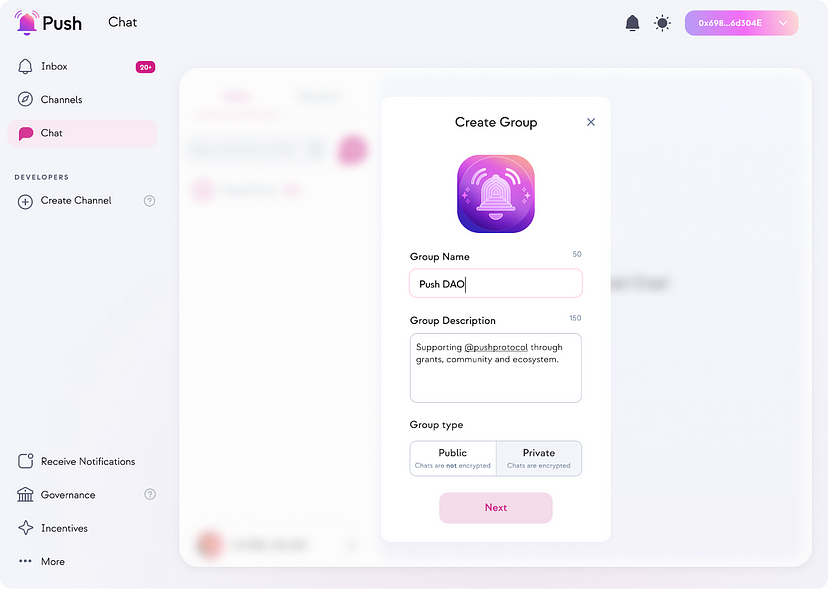 Push
Chat
0x698...6d304E
Inbox
20+
Channels
Chat
DEVELOPERS
Create Channel
?
Receive Notifications
Governance
?
Incentives
More
Create Group
Group Name
50
Push DAO
Group Description
150
Supporting @pushprotocol through
grants, community and ecosystem.
Group type
Public
Chats are not encrypted
Private
Chats are encrypted
Next